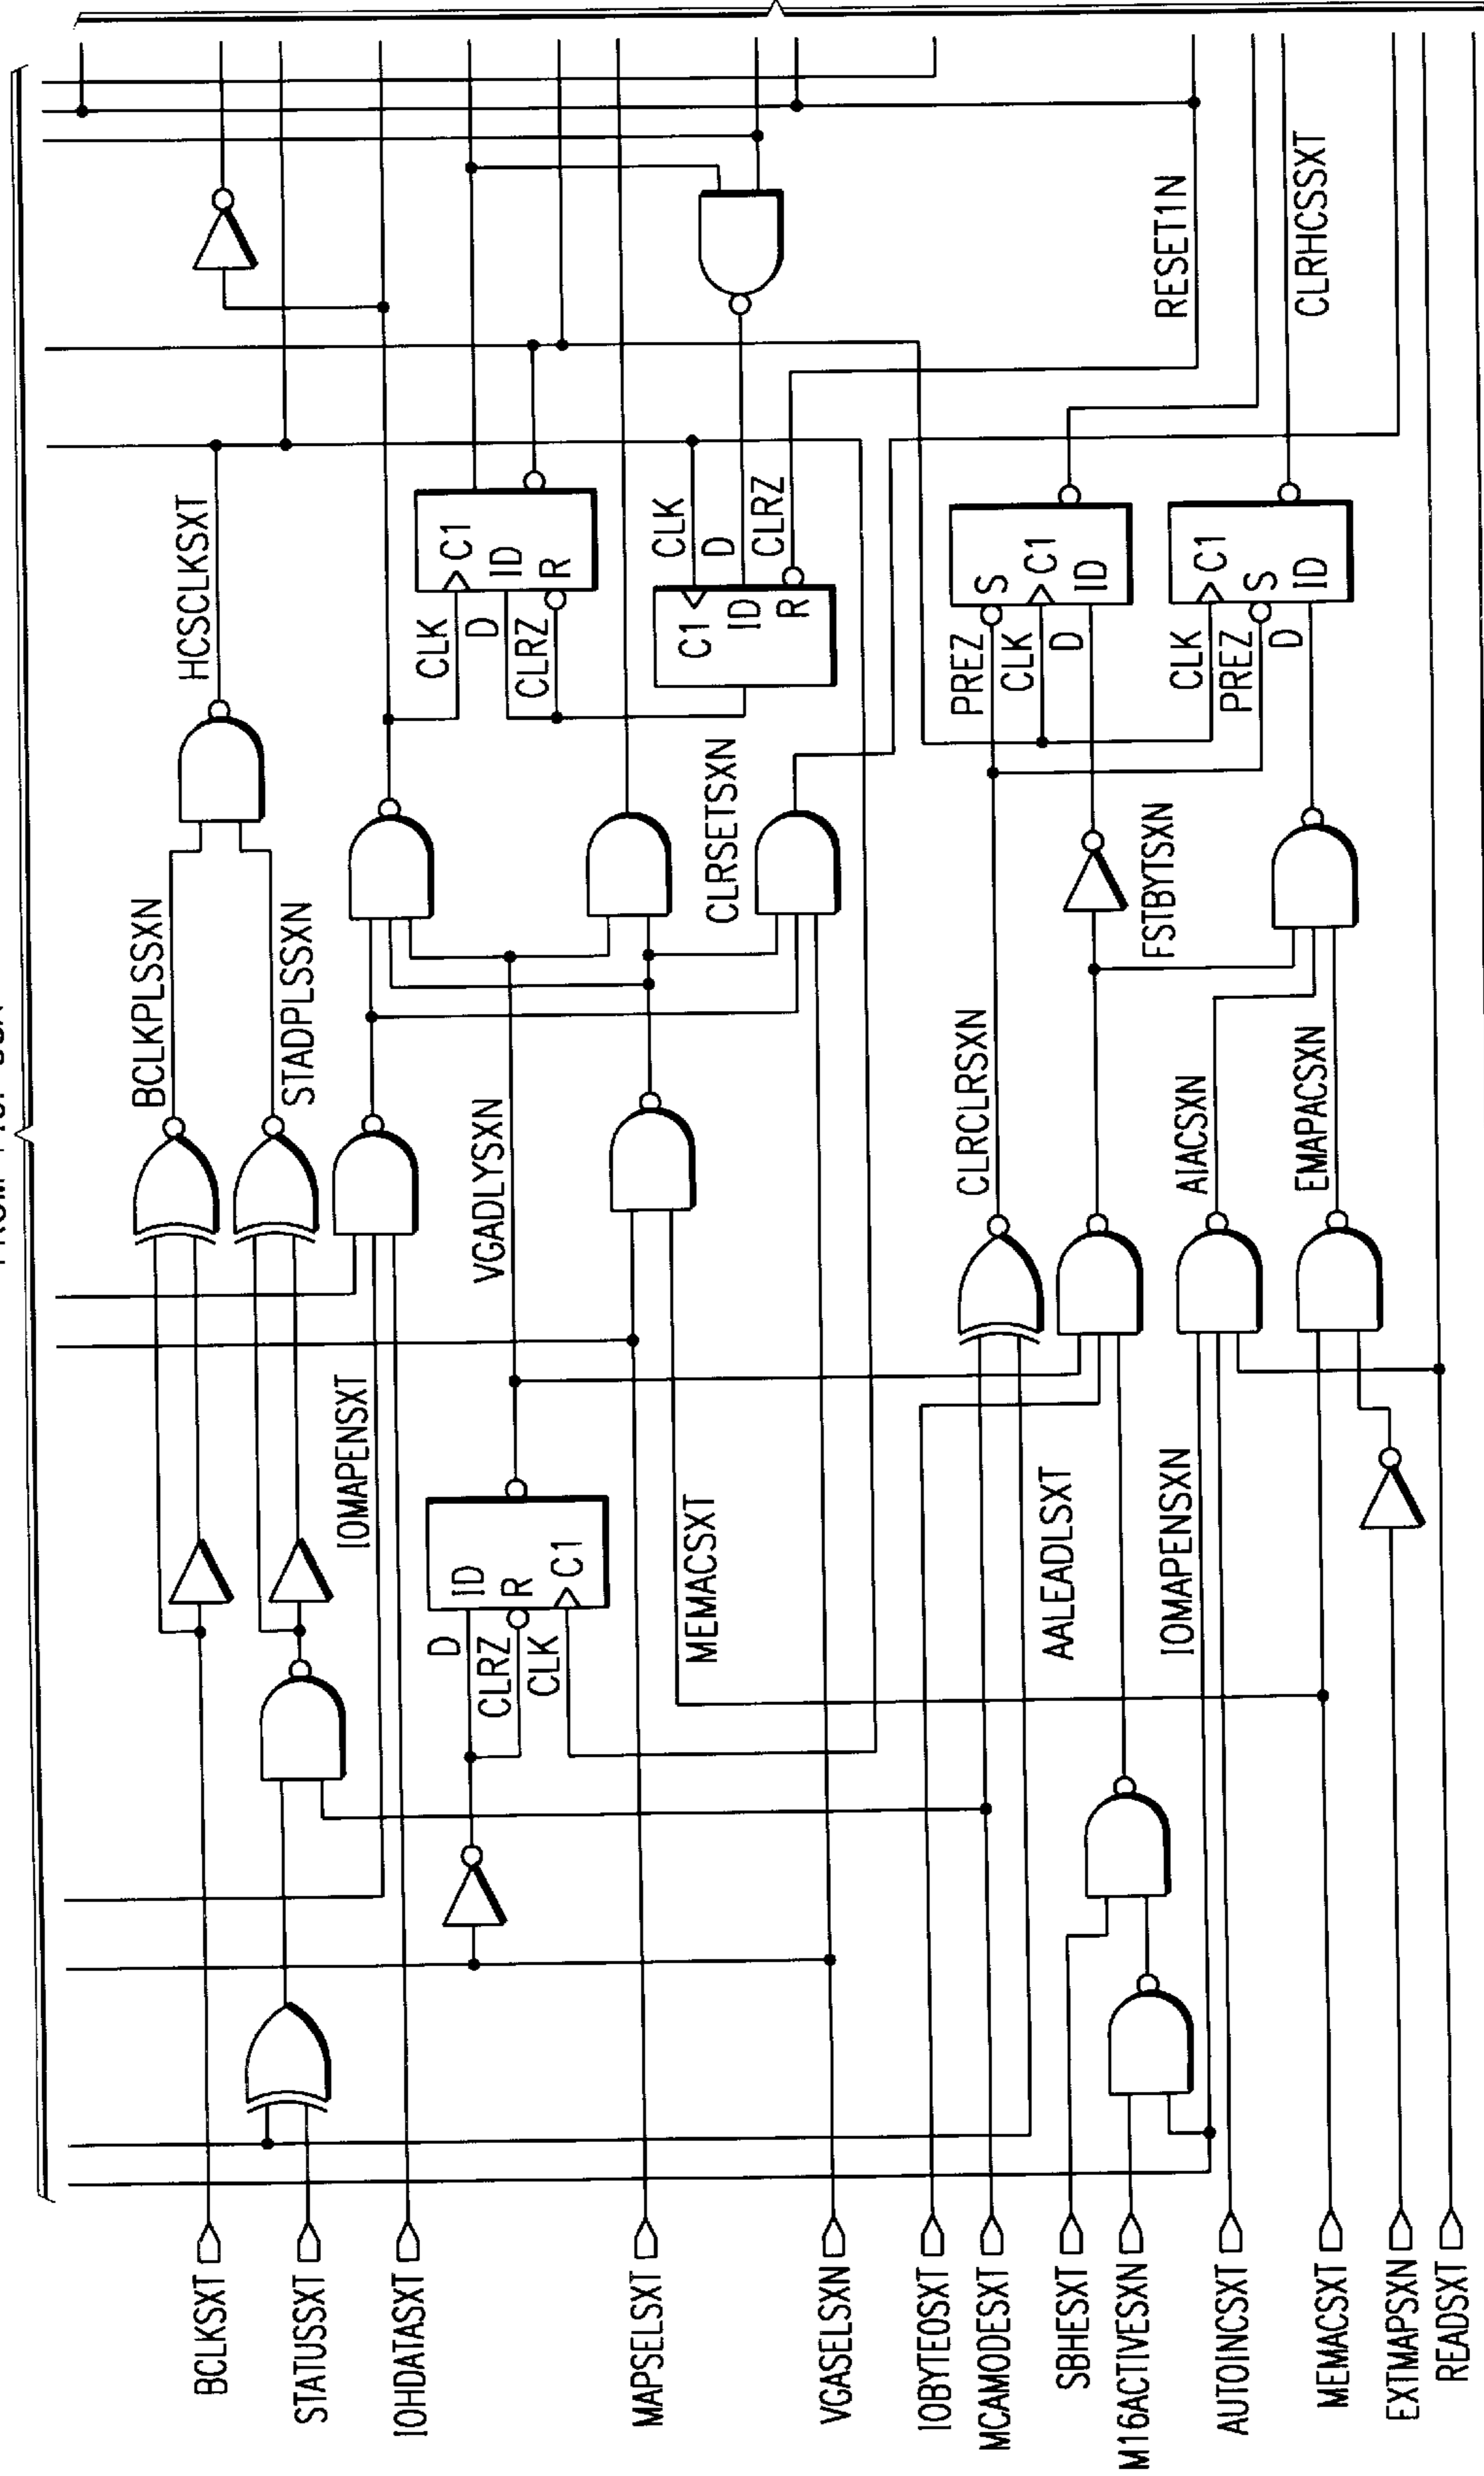 BCLKSXT
STATUSSXT
IOHDATASXT
MAPSELSXT
VGASELSXN
IOBYTE0SXT
MCAMODESXT
SBHESXT
M16ACTIVESXN
AUTOINCSXT
MEMACSXT
EXTMAPSXN
READSXT
IOMAPENSXT
D
CLRZ
CLK
ID
R
C1
MEMACSXT
AALEADLSXT
IOMAPENSXN
BCLKPLSSXN
STADPLSSXN
VGADLYSXN
CLRCLRSXN
AIACSXN
EMAPACSXN
FSTBYTSXN
CLRSETSXN
HCSCLKSXT
CLK
D
CLRZ
C1
ID
R
C1
ID
R
CLK
D
CLRZ
PREZ
CLK
D
S
C1
ID
CLK
PREZ
D
C1
S
ID
RESET1N
CLRHCSSXT